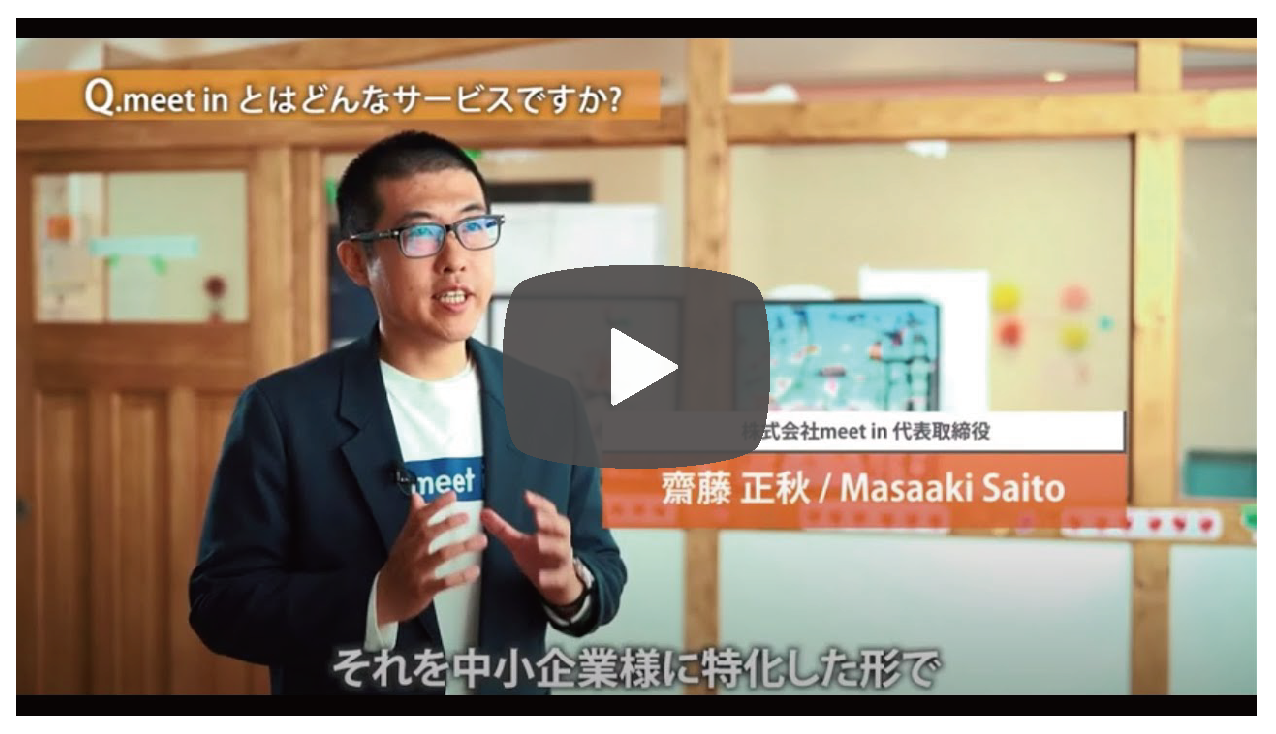 Q.meet in とはどんなサービスですか?
株式会社meet in 代表取締役
齋藤 正秋 / Masaaki Saito
meet
それを中小企業様に特化した形で